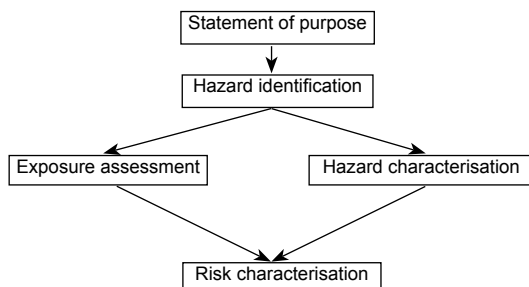 Statement of purpose
Hazard identification
Exposure assessment
Hazard characterisation
Risk characterisation